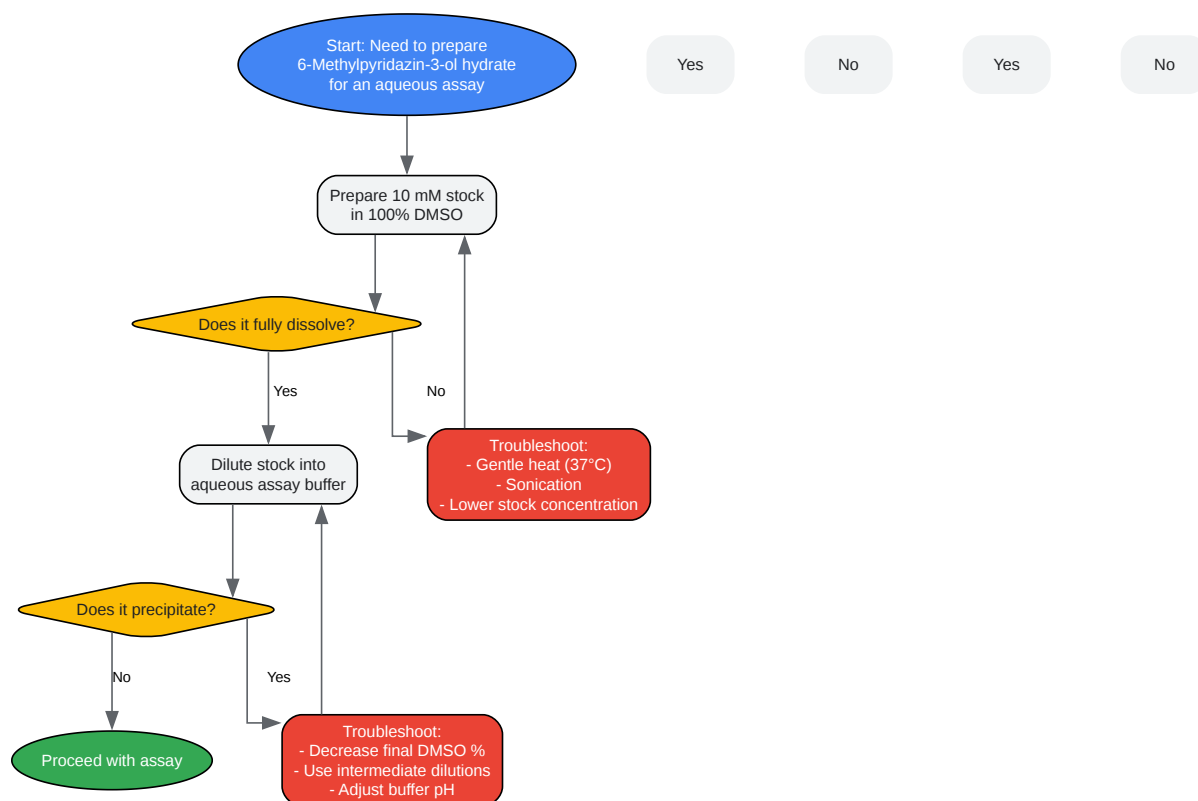 Start: Need to prepare
6-Methylpyridazin-3-ol hydrate
for an aqueous assay
Yes
No
Yes
No
Prepare 10 mM stock
in 100% DMSO
Does it fully dissolve?
Yes
No
Dilute stock into
aqueous assay buffer
Troubleshoot:
- Gentle heat (37°C)
- Sonication
- Lower stock concentration
Does it precipitate?
No
Yes
Proceed with assay
Troubleshoot:
- Decrease final DMSO %
- Use intermediate dilutions
- Adjust buffer pH